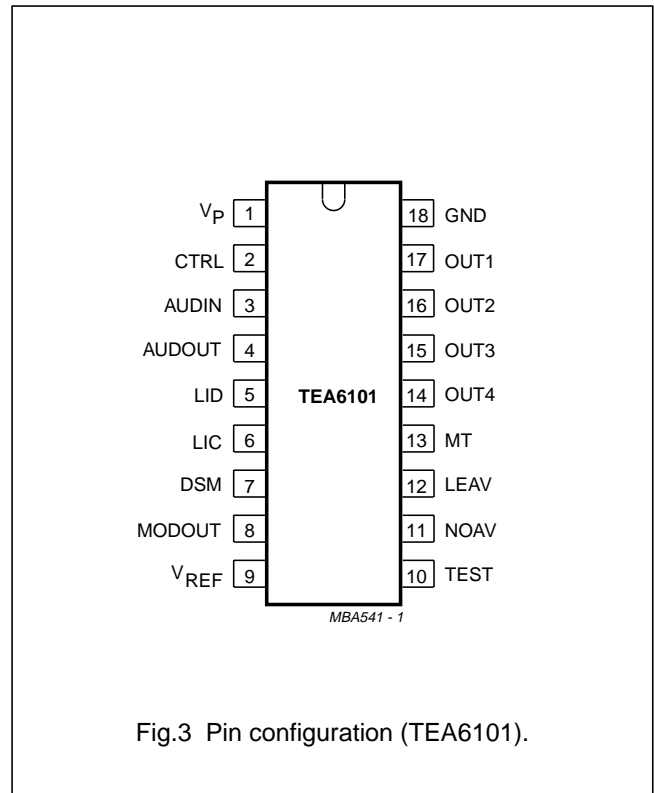 VP 1 18 GND
CTRL 2 17 OUT1
AUDIN 3 16 OUT2
AUDOUT 4 15 OUT3
LID 5 TEA6101 14 OUT4
LIC 6 13 MT
DSM 7 12 LEAV
MODOUT 8 11 NOAV
VREF 9 10 TEST
MBA541 - 1
Fig.3 Pin configuration (TEA6101).